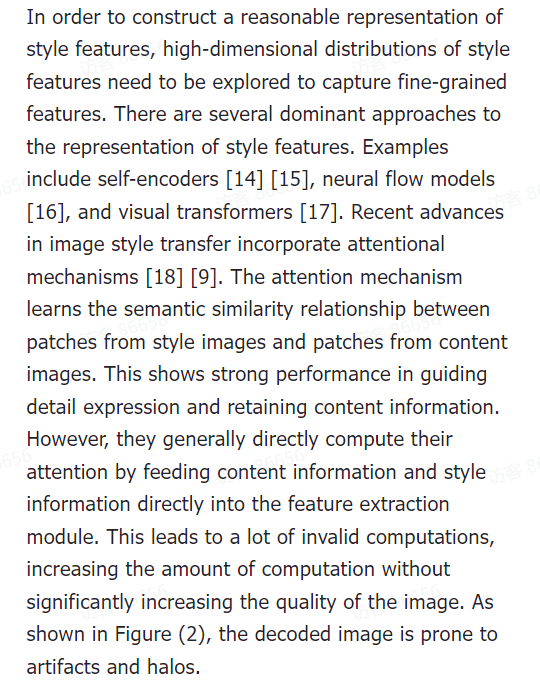 In order to construct a reasonable representation of
style features, high-dimensional distributions of style
features need to be explored to capture fine-grained
features. There are several dominant approaches to
the representation of style features. Examples
include self-encoders [14] [15], neural flow models
[16], and visual transformers [17]. Recent advances
in image style transfer incorporate attentional
mechanisms [18] [9]. The attention mechanism
learns the semantic similarity relationship between
patches from style images and patches from content
images. This shows strong performance in guiding
detail expression and retaining content information.
However, they generally directly compute their
attention by feeding content information and style
information directly into the feature extraction
module. This leads to a lot of invalid computations,
increasing the amount of computation without
significantly increasing the quality of the image. As
shown in Figure (2), the decoded image is prone to
artifacts and halos.